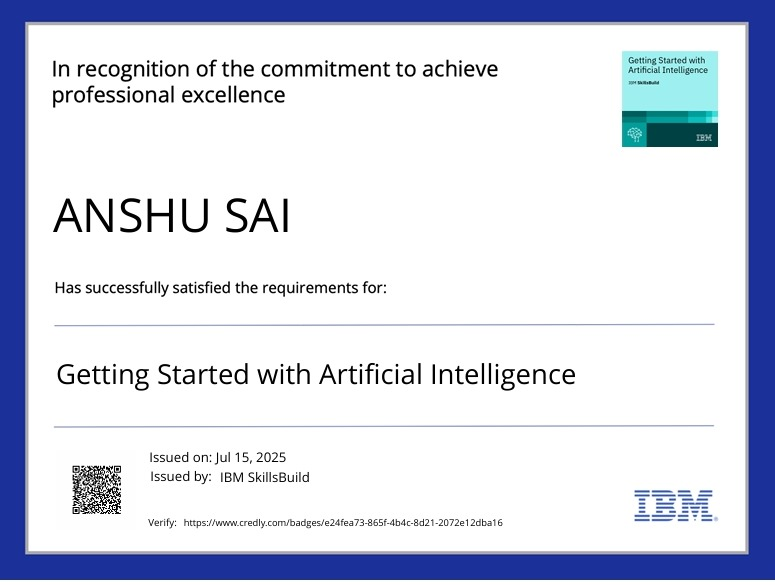 In recognition of the commitment to achieve
professional excellence
Getting Started with
Artificial Intelligence
IBM SkillsBuild
IBM
ANSHU SAI
Has successfully satisfied the requirements for:
Getting Started with Artificial Intelligence
Issued on: Jul 15, 2025
Issued by: IBM SkillsBuild
Verify: https://www.credly.com/badges/e24fea73-865f-4b4c-8d21-2072e12dba16
IBM®